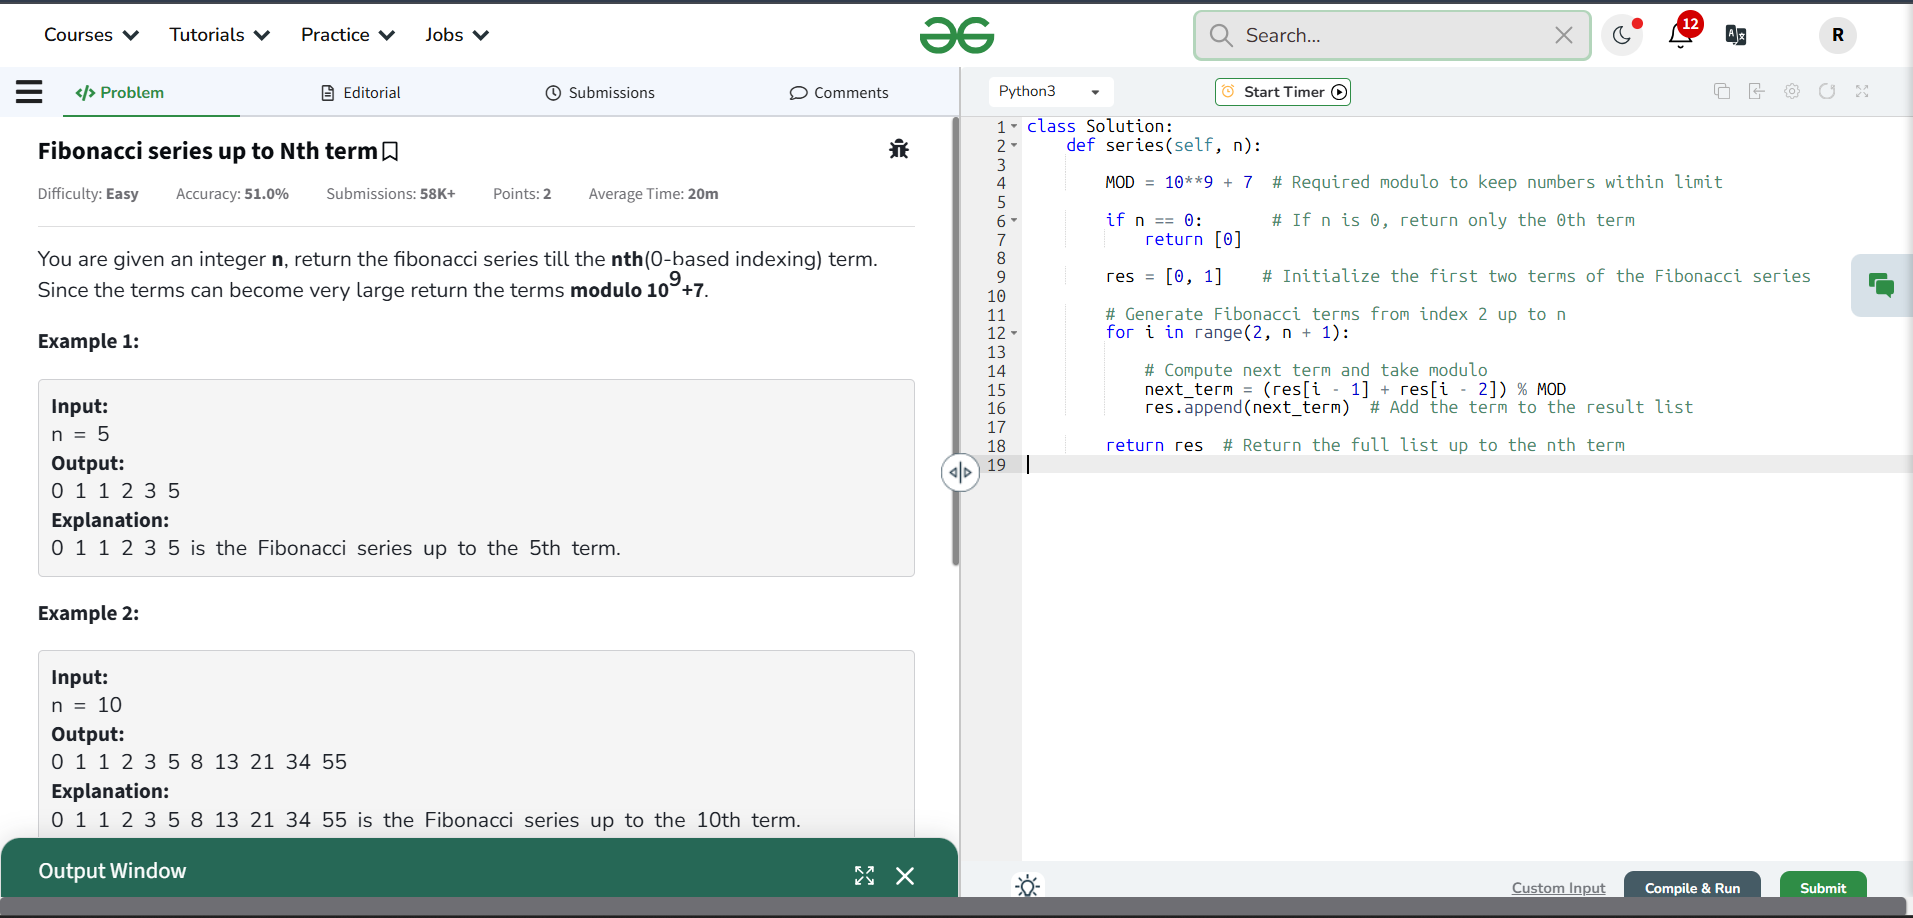 Courses Tutorials Practice Jobs Search... 12 R
Problem Editorial Submissions Comments
Fibonacci series up to Nth term
Difficulty: Easy Accuracy: 51.0% Submissions: 58K+ Points: 2 Average Time: 20m
You are given an integer n, return the fibonacci series till the nth(0-based indexing) term.
Since the terms can become very large return the terms modulo 10^9+7.
Example 1:
Input:
n = 5
Output:
0 1 1 2 3 5
Explanation:
0 1 1 2 3 5 is the Fibonacci series up to the 5th term.
Example 2:
Input:
n = 10
Output:
0 1 1 2 3 5 8 13 21 34 55
Explanation:
0 1 1 2 3 5 8 13 21 34 55 is the Fibonacci series up to the 10th term.
Output Window
Python3 Start Timer
1 class Solution:
2     def series(self, n):
3
4         MOD = 10**9 + 7  # Required modulo to keep numbers within limit
5
6         if n == 0:       # If n is 0, return only the 0th term
7             return [0]
8
9         res = [0, 1]    # Initialize the first two terms of the Fibonacci series
10
11         # Generate Fibonacci terms from index 2 up to n
12         for i in range(2, n + 1):
13
14             # Compute next term and take modulo
15             next_term = (res[i - 1] + res[i - 2]) % MOD
16             res.append(next_term)  # Add the term to the result list
17
18         return res  # Return the full list up to the nth term
19
Custom Input Compile & Run Submit